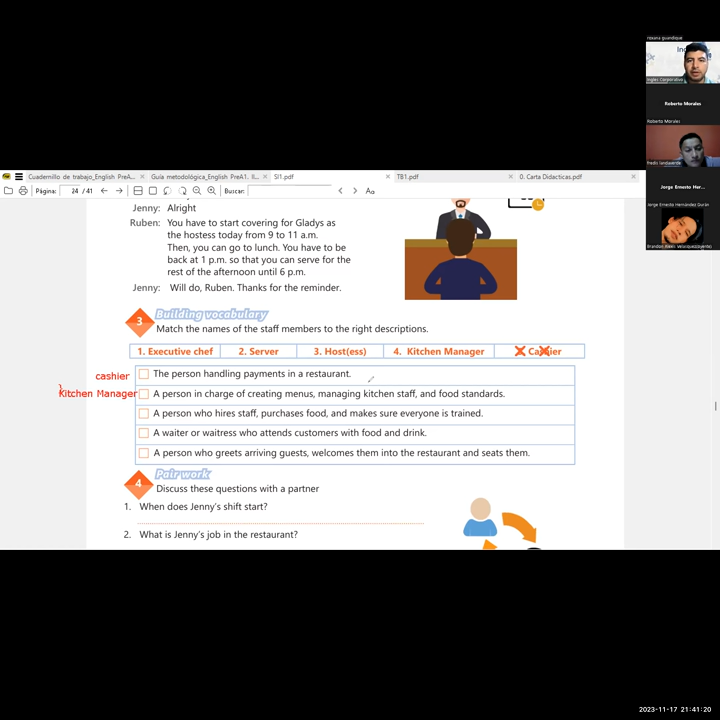 roxana guandique
Ingles Corporativo
Roberto Morales
Roberto Morales
fredis landaverde
Jorge Ernesto Her...
Jorge Ernesto Hernández Durán
Cuadernillo de trabajo_English PreA... ×
Guía metodológica_English PreA1. II... ×
SI1.pdf ×
TB1.pdf ×
0. Carta Didacticas.pdf ×
Página: 24 / 41
Buscar:
Jenny: Alright
Ruben: You have to start covering for Gladys as
the hostess today from 9 to 11 a.m.
Then, you can go to lunch. You have to be
back at 1 p.m. so that you can serve for the
rest of the afternoon until 6 p.m.
Jenny: Will do, Ruben. Thanks for the reminder.
3 Building vocabulary
Match the names of the staff members to the right descriptions.
1. Executive chef 2. Server 3. Host(ess) 4. Kitchen Manager X Cashier
cashier The person handling payments in a restaurant.
Kitchen Manager A person in charge of creating menus, managing kitchen staff, and food standards.
A person who hires staff, purchases food, and makes sure everyone is trained.
A waiter or waitress who attends customers with food and drink.
A person who greets arriving guests, welcomes them into the restaurant and seats them.
4 Pair work
Discuss these questions with a partner
1. When does Jenny's shift start?
2. What is Jenny's job in the restaurant?
2023-11-17 21:41:20